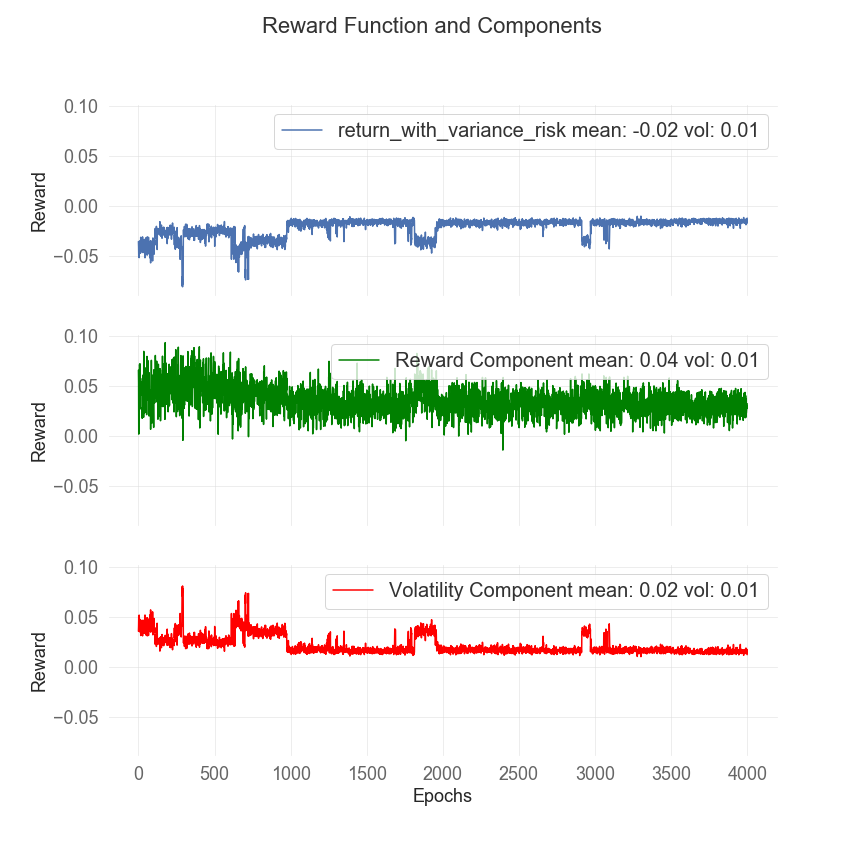 Reward Function and Components
0.10
return_with_variance_risk mean: -0.02 vol: 0.01
0.05
0.00
−0.05
Reward
0.10
Reward Component mean: 0.04 vol: 0.01
0.05
0.00
−0.05
Reward
0.10
Volatility Component mean: 0.02 vol: 0.01
0.05
0.00
−0.05
Reward
0 500 1000 1500 2000 2500 3000 3500 4000
Epochs